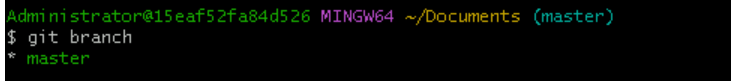 Administrator@15eaf52fa84d526 MINGW64 ~/Documents (master)
$ git branch
* master